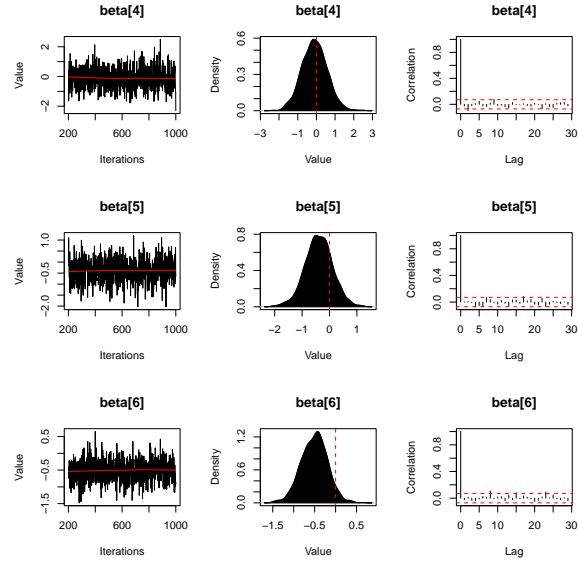 beta[4] beta[4] beta[4]
Value
2
0
−2
200 600 1000
Iterations
Density
0.6
0.4
0.2
0.0
−3 −1 0 1 2 3
Value
Correlation
0.8
0.4
0.0
0 5 10 20 30
Lag
beta[5] beta[5] beta[5]
Value
1.0
−0.5
−2.0
200 600 1000
Iterations
Density
0.8
0.4
0
−2 −1 0 1
Value
Correlation
0.8
0.4
0.0
0 5 10 20 30
Lag
beta[6] beta[6] beta[6]
Value
0.5
−0.5
−1.5
200 600 1000
Iterations
Density
1.2
0.6
0
−1.5 −0.5 0.5
Value
Correlation
0.8
0.4
0.0
0 5 10 20 30
Lag